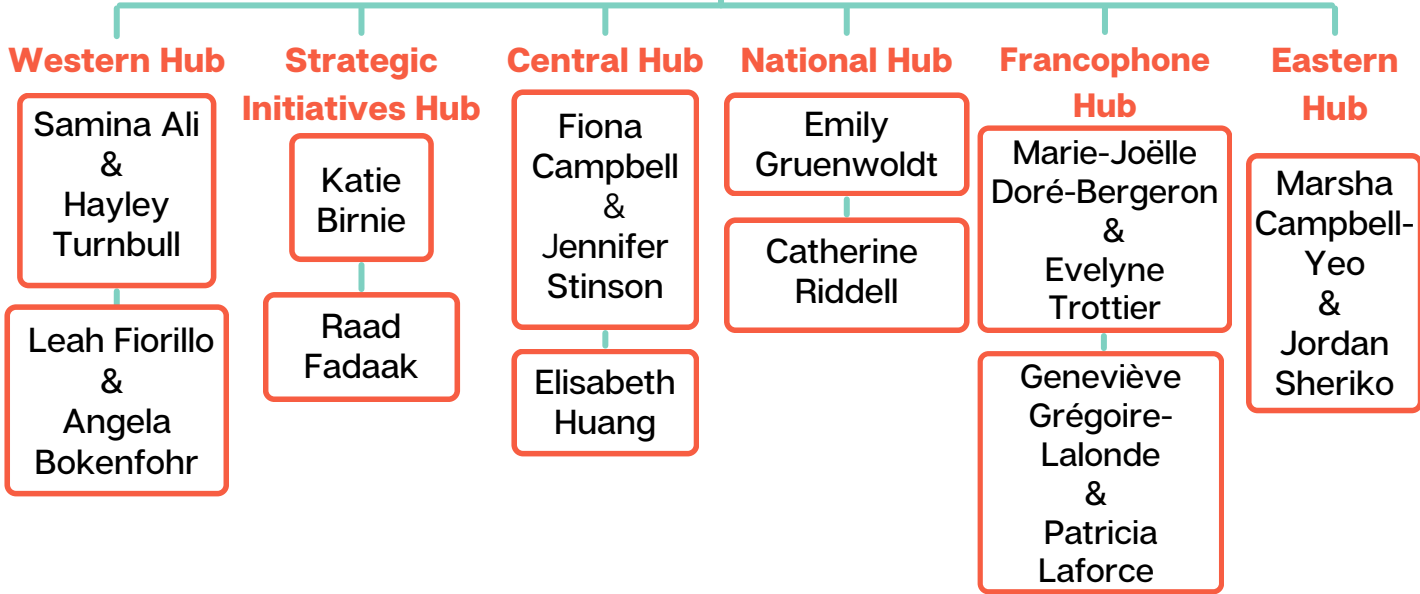 Western Hub
Samina Ali
&
Hayley
Turnbull
Leah Fiorillo
&
Angela
Bokenfohr
Strategic
Initiatives Hub
Katie
Birnie
Raad
Fadaak
Central Hub
Fiona
Campbell
&
Jennifer
Stinson
Elisabeth
Huang
National Hub
Emily
Gruenwoldt
Catherine
Riddell
Francophone
Hub
Marie-Joëlle
Doré-Bergeron
&
Evelyne
Trottier
Geneviève
Grégoire-
Lalonde
&
Patricia
Laforce
Eastern
Hub
Marsha
Campbell-
Yeo
&
Jordan
Sheriko